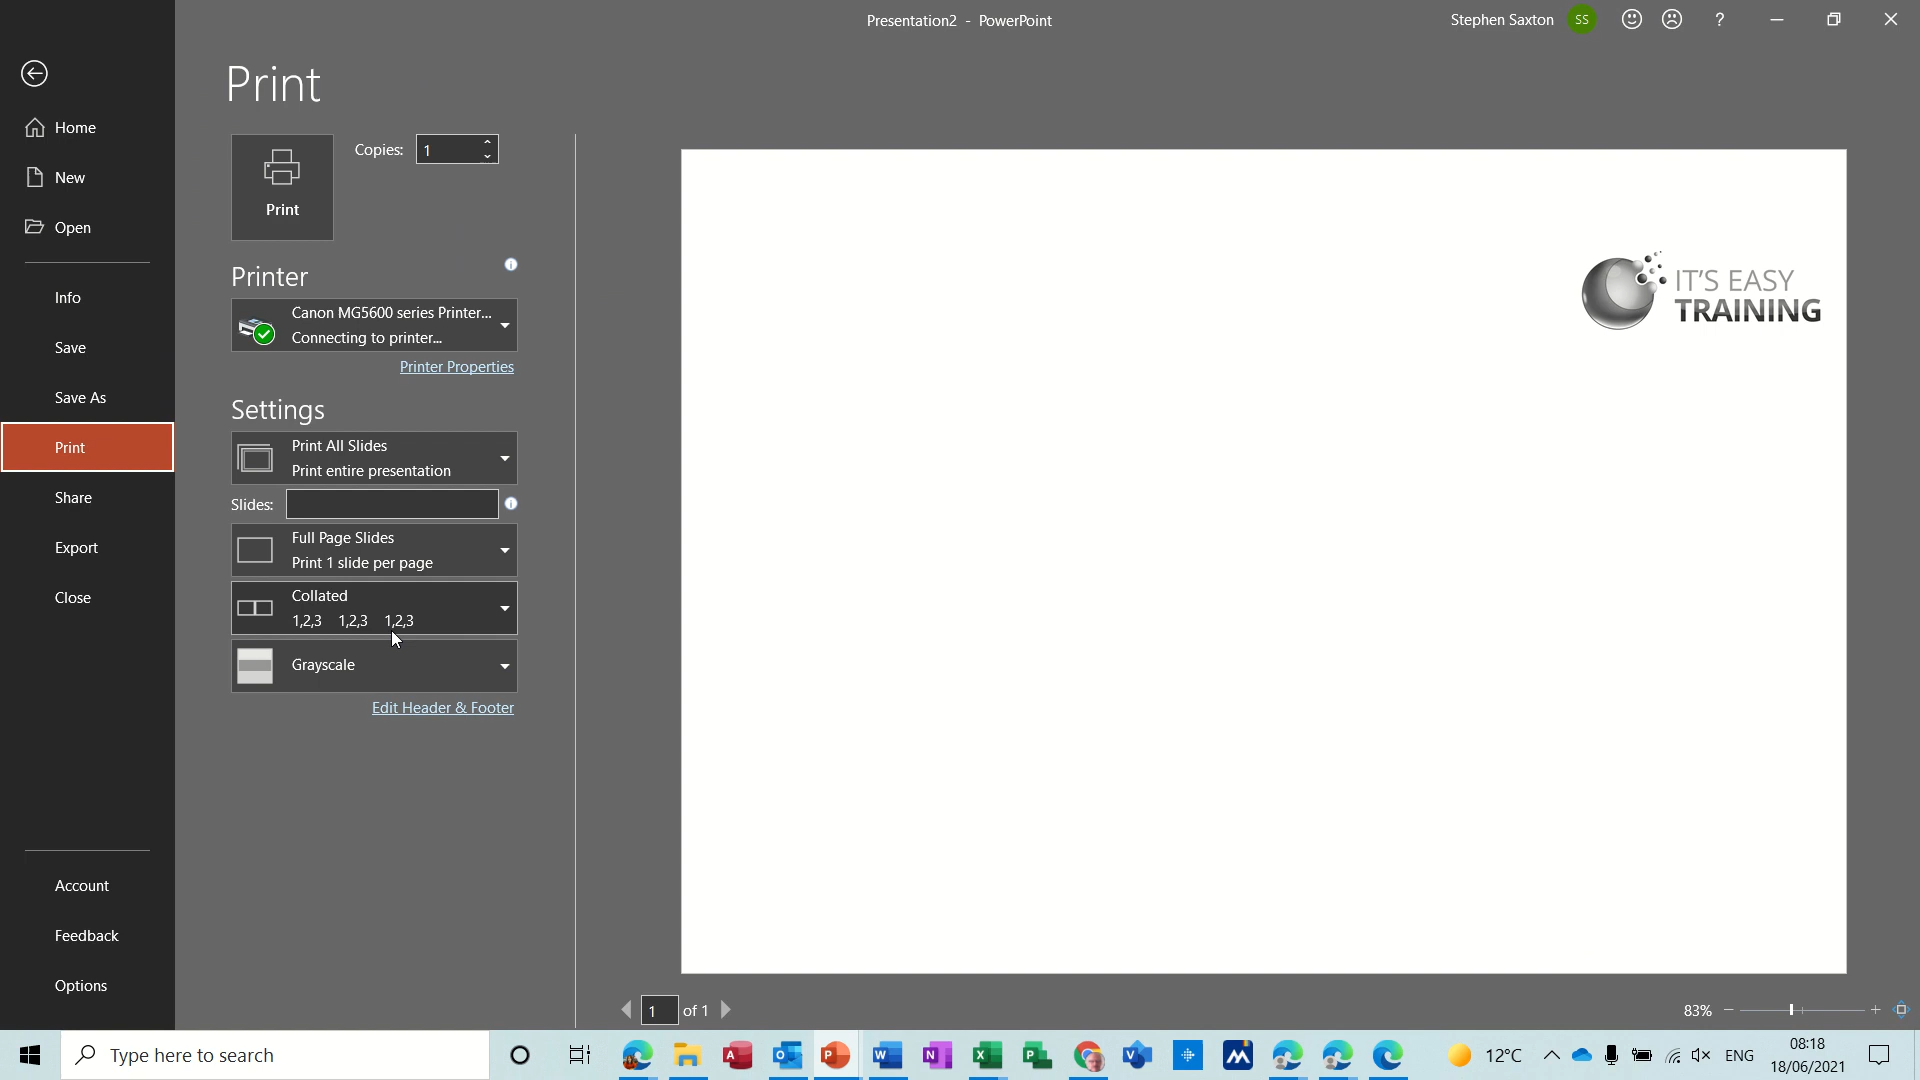 Presentation2 - PowerPoint
Stephen Saxton SS
?
Print
Home
New
Open
Info
Save
Save As
Print
Share
Export
Close
Account
Feedback
Options
Print
Copies: 1
Printer
Canon MG5600 series Printer...
Connecting to printer...
Printer Properties
Settings
Print All Slides
Print entire presentation
Slides:
Full Page Slides
Print 1 slide per page
Collated
1,2,3 1,2,3 1,2,3
Grayscale
Edit Header & Footer
IT'S EASY
TRAINING
1 of 1
83%
Type here to search
12°C
ENG
08:18
18/06/2021